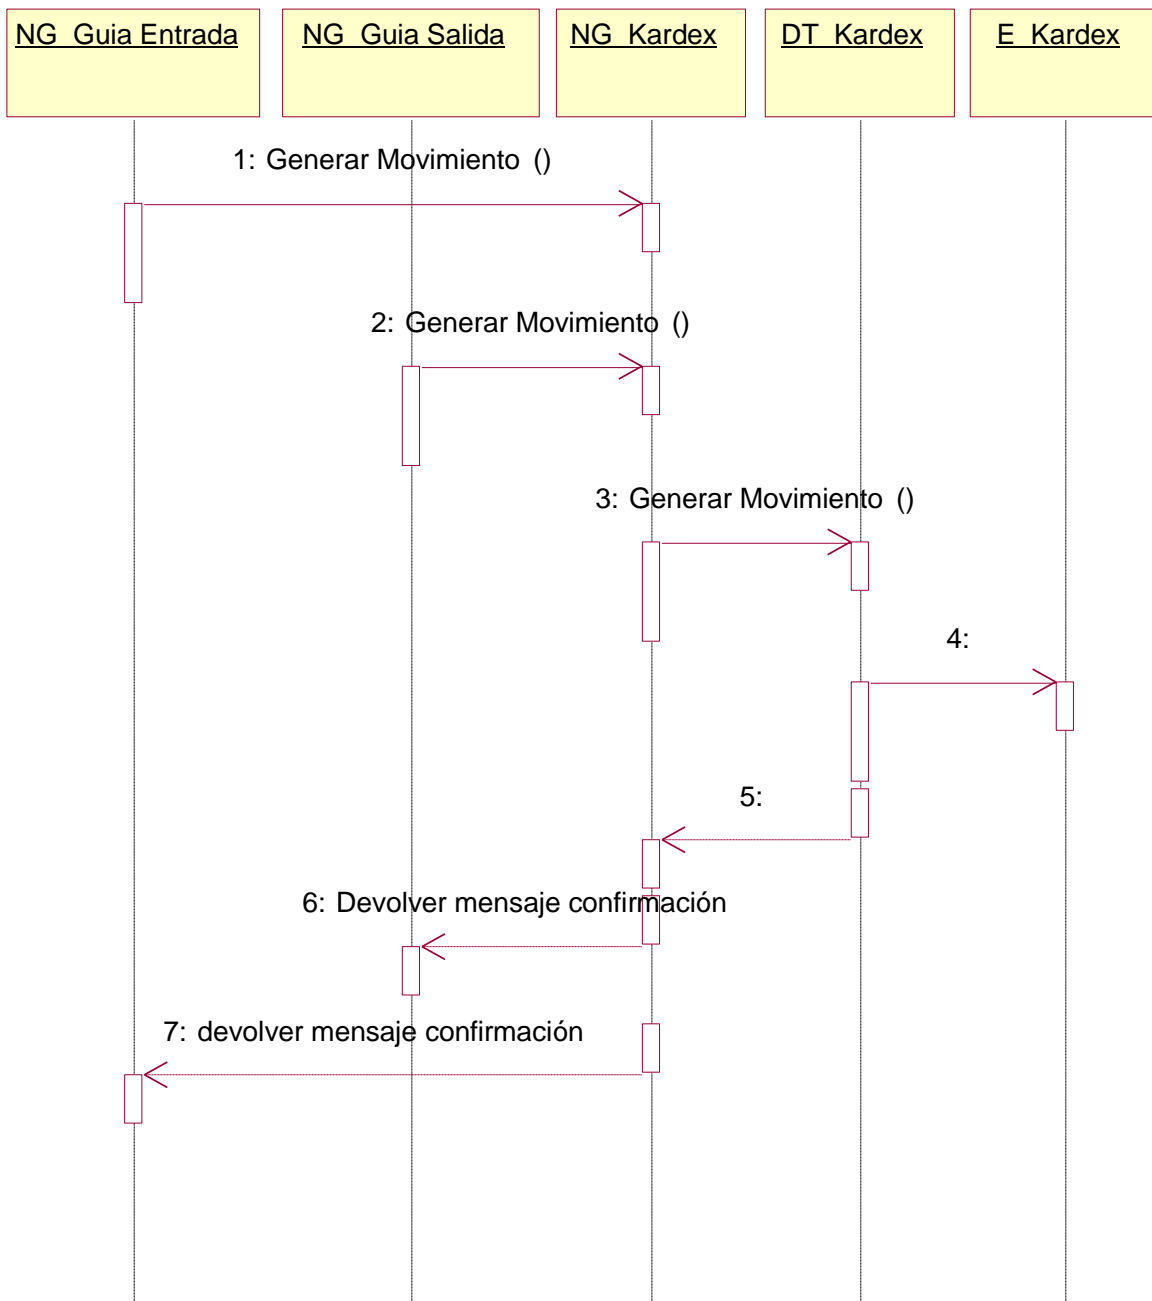 NG_Guia Entrada
NG_Guia Salida
NG_Kardex
DT_Kardex
E_Kardex
1: Generar Movimiento ()
2: Generar Movimiento ()
3: Generar Movimiento ()
4:
5:
6: Devolver mensaje confirmación
7: devolver mensaje confirmación